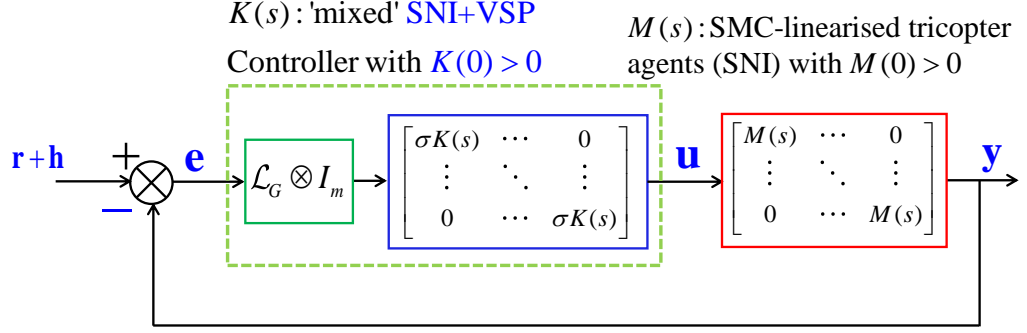 K(s): 'mixed' SNI+VSP
Controller with K(0) > 0
M(s): SMC-linearised tricopter
agents (SNI) with M(0) > 0
r+h
+
−
e
ℒ_G ⊗ I_m
σK(s) ⋯ 0
⋮ ⋱ ⋮
0 ⋯ σK(s)
u
M(s) ⋯ 0
⋮ ⋱ ⋮
0 ⋯ M(s)
y